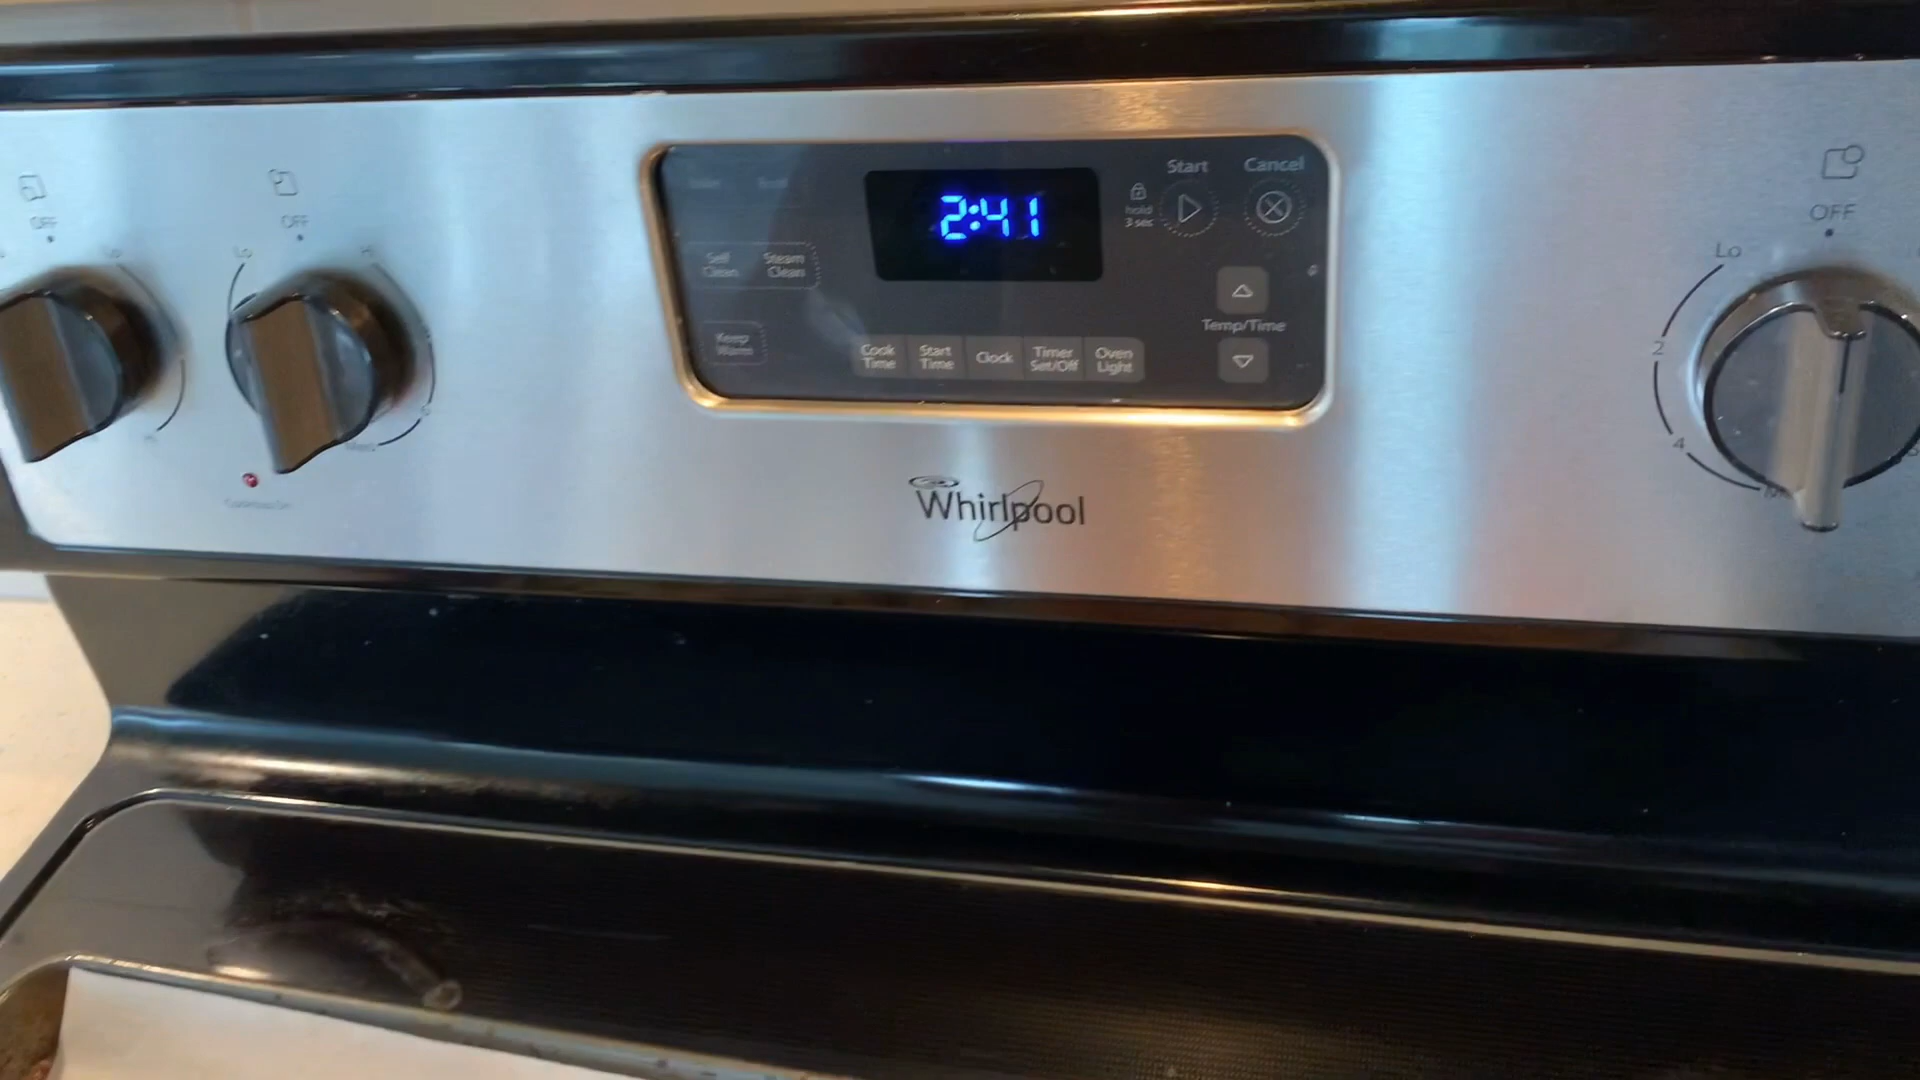 OFF
Lo
OFF
Lo
Hi
Self
Clean
Steam
Clean
Keep
Warm
2:41
hold
3 sec
Start
Cancel
Temp/Time
Cook
Time
Start
Time
Clock
Timer
Set/Off
Oven
Light
Whirlpool
OFF
Lo
2
4